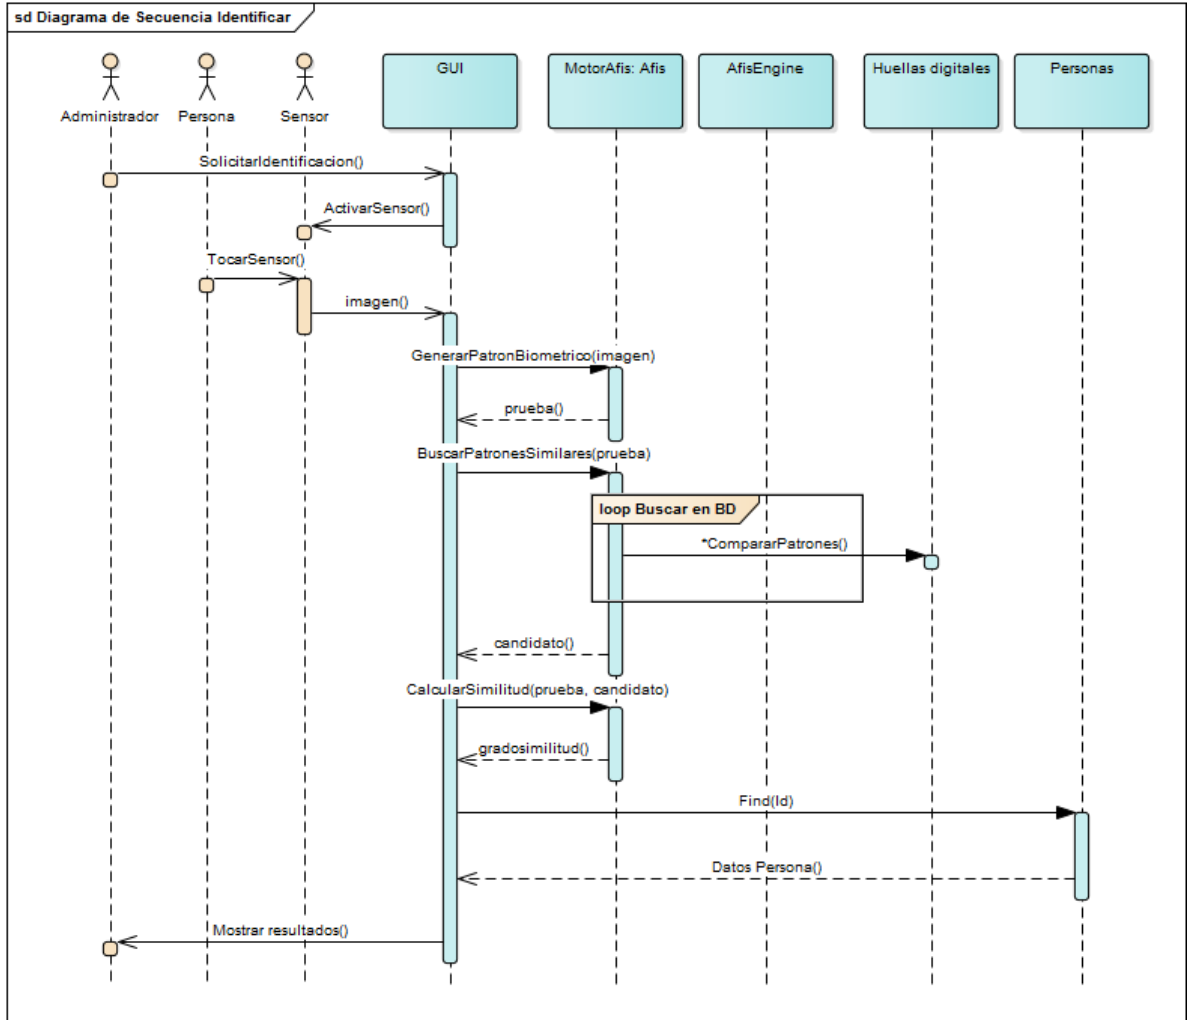 sd Diagrama de Secuencia Identificar
Administrador
Persona
Sensor
GUI
MotorAfis: Afis
AfisEngine
Huellas digitales
Personas
SolicitarIdentificacion()
ActivarSensor()
TocarSensor()
imagen()
GenerarPatronBiometrico(imagen)
prueba()
BuscarPatronesSimilares(prueba)
loop Buscar en BD
*CompararPatrones()
candidato()
CalcularSimilitud(prueba, candidato)
gradosimilitud()
Find(Id)
Datos Persona()
Mostrar resultados()